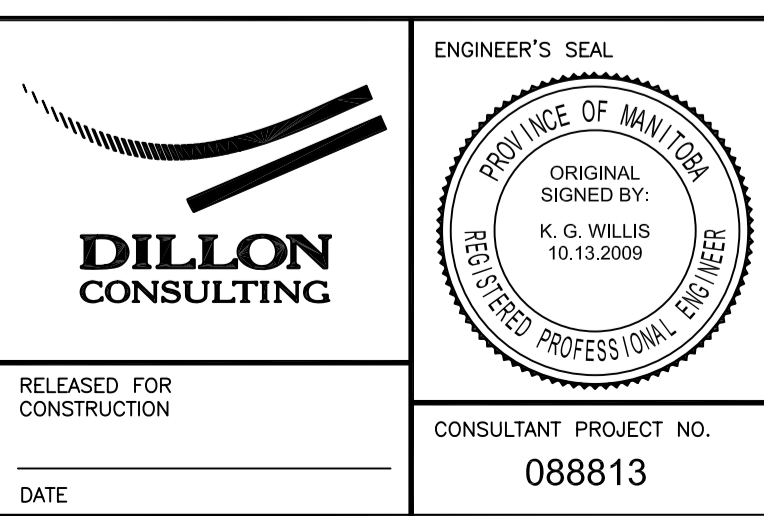 DILLON
CONSULTING
RELEASED FOR
CONSTRUCTION
DATE
ENGINEER'S SEAL
PROVINCE OF MANITOBA
ORIGINAL
SIGNED BY:
K. G. WILLIS
10.13.2009
REGISTERED PROFESSIONAL ENGINEER
CONSULTANT PROJECT NO.
088813